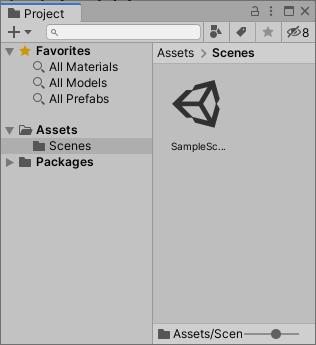 Project
8
Favorites
All Materials
All Models
All Prefabs
Assets
Scenes
Packages
Assets > Scenes
SampleSc...
Assets/Scen